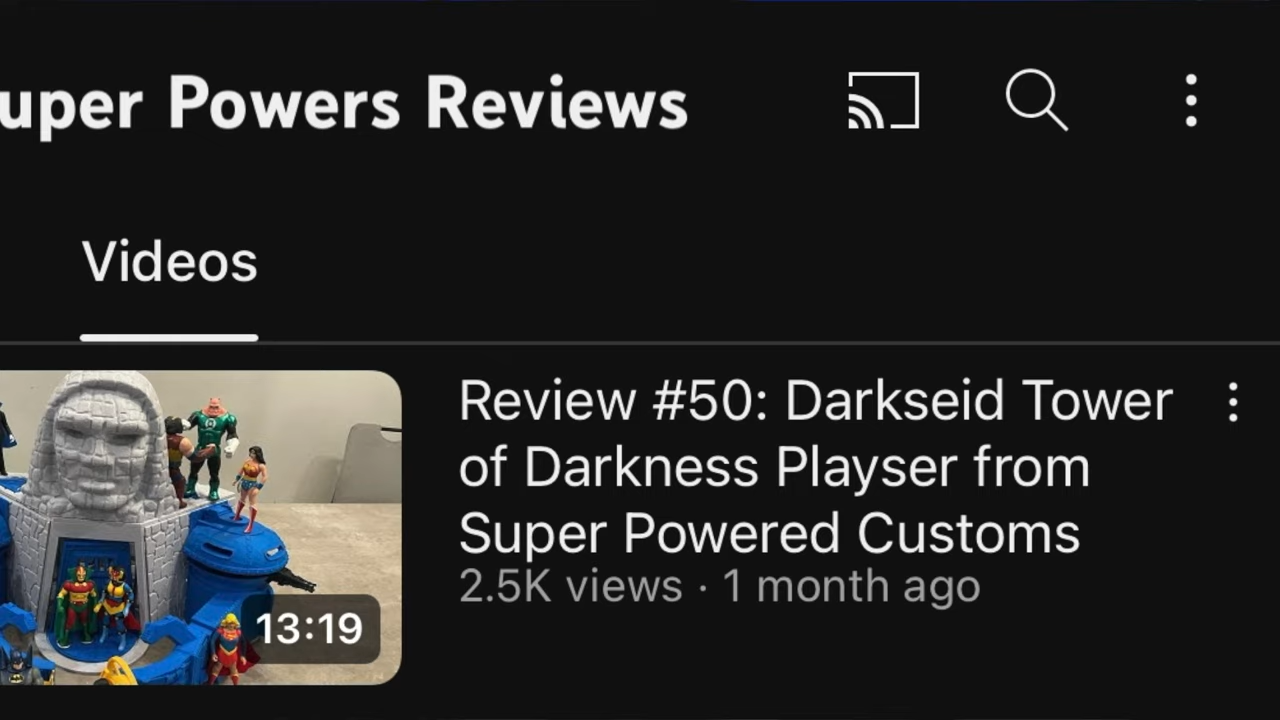 uper Powers Reviews
Videos
Review #50: Darkseid Tower
of Darkness Playser from
Super Powered Customs
2.5K views · 1 month ago
13:19